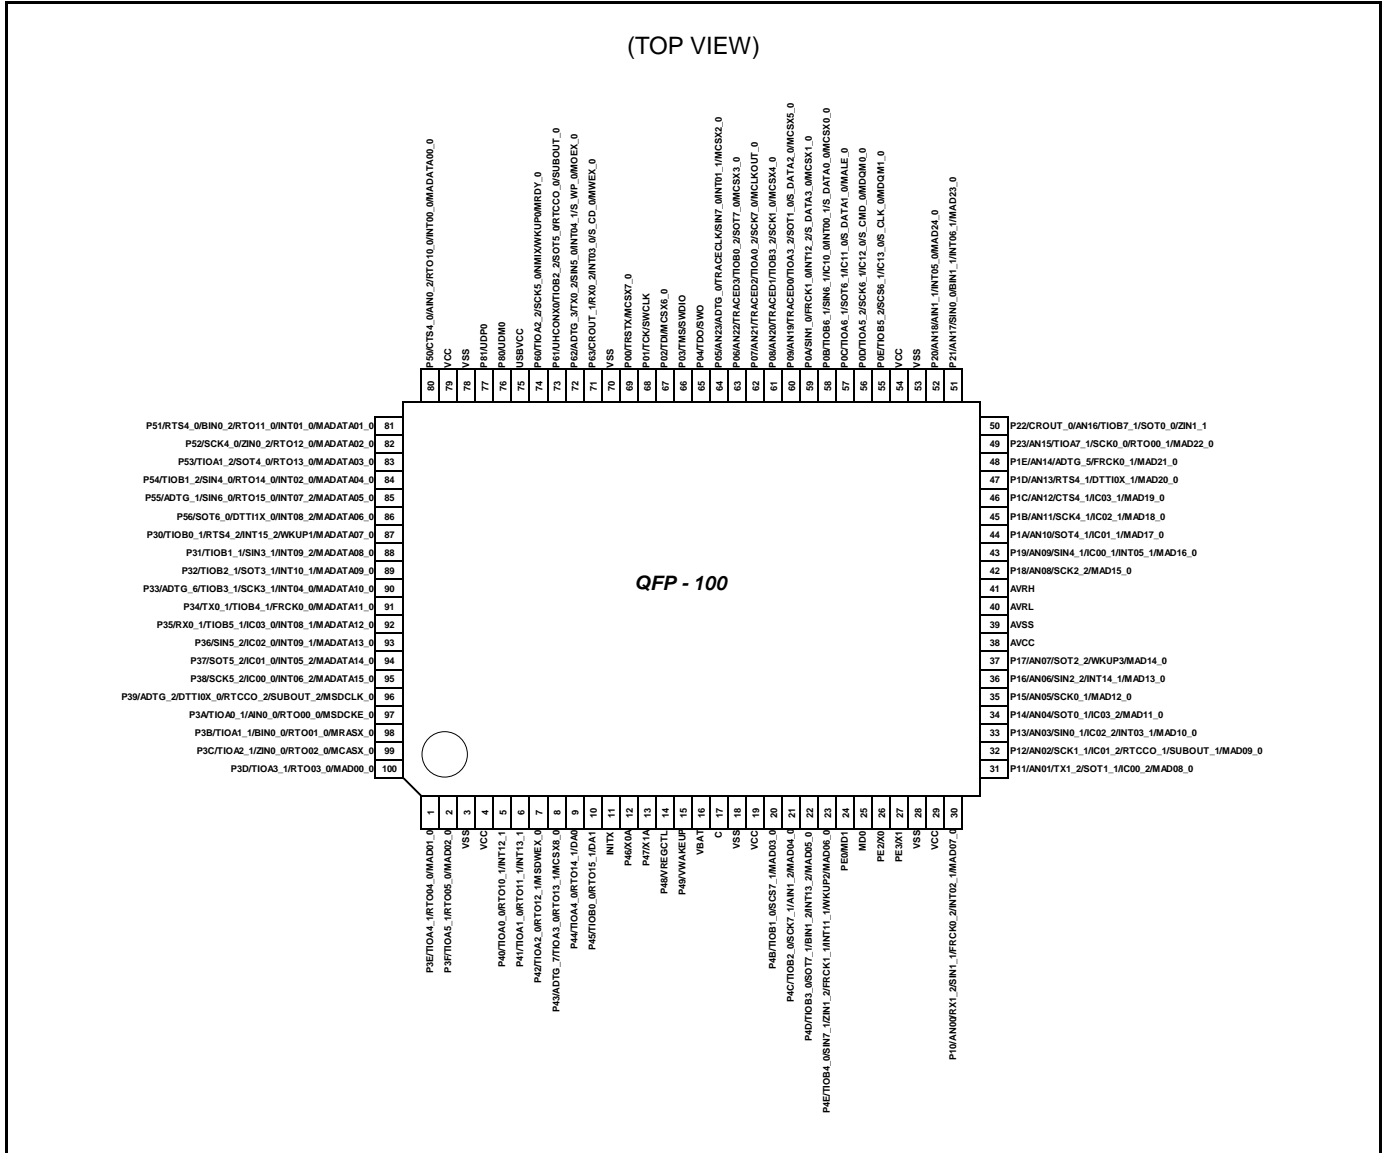 (TOP VIEW)
P50/CTS4_0/AIN0_2/RTO10_0/INT00_0/MADATA00_0
VCC
VSS
P81/UDP0
P80/UDM0
USBVCC
P60/TIOA2_2/SCK5_0/NMIX/WKUP0/MRDY_0
P61/UHCONX0/TIOB2_2/SOT5_0/RTCCO_0/SUBOUT_0
P62/ADTG_3/TX0_2/SIN5_0/INT04_1/S_WP_0/MOEX_0
P63/CROUT_1/RX0_2/INT03_0/S_CD_0/MWEX_0
VSS
P00/TRSTX/MCSX7_0
P01/TCK/SWCLK
P02/TDI/MCSX6_0
P03/TMS/SWDIO
P04/TDO/SWO
P05/AN23/ADTG_0/TRACECLK/SIN7_0/INT01_1/MCSX2_0
P06/AN22/TRACED3/TIOB0_2/SOT7_0/MCSX3_0
P07/AN21/TRACED2/TIOA0_2/SCK7_0/MCLKOUT_0
P08/AN20/TRACED1/TIOB3_2/SCK1_0/MCSX4_0
P09/AN19/TRACED0/TIOA3_2/SOT1_0/S_DATA2_0/MCSX5_0
P0A/SIN1_0/FRCK1_0/INT12_2/S_DATA3_0/MCSX1_0
P0B/TIOB6_1/SIN6_1/IC10_0/INT00_1/S_DATA0_0/MCSX0_0
P0C/TIOA6_1/SOT6_1/IC11_0/S_DATA1_0/MALE_0
P0D/TIOA5_2/SCK6_1/IC12_0/S_CMD_0/MDQM0_0
P0E/TIOB5_2/SCS6_1/IC13_0/S_CLK_0/MDQM1_0
VCC
VSS
P20/AN18/AIN1_1/INT05_0/MAD24_0
P21/AN17/SIN0_0/BIN1_1/INT06_1/MAD23_0
80 79 78 77 76 75 74 73 72 71 70 69 68 67 66 65 64 63 62 61 60 59 58 57 56 55 54 53 52 51
P51/RTS4_0/BIN0_2/RTO11_0/INT01_0/MADATA01_0 81
P52/SCK4_0/ZIN0_2/RTO12_0/MADATA02_0 82
P53/TIOA1_2/SOT4_0/RTO13_0/MADATA03_0 83
P54/TIOB1_2/SIN4_0/RTO14_0/INT02_0/MADATA04_0 84
P55/ADTG_1/SIN6_0/RTO15_0/INT07_2/MADATA05_0 85
P56/SOT6_0/DTTI1X_0/INT08_2/MADATA06_0 86
P30/TIOB0_1/RTS4_2/INT15_2/WKUP1/MADATA07_0 87
P31/TIOB1_1/SIN3_1/INT09_2/MADATA08_0 88
P32/TIOB2_1/SOT3_1/INT10_1/MADATA09_0 89
P33/ADTG_6/TIOB3_1/SCK3_1/INT04_0/MADATA10_0 90
P34/TX0_1/TIOB4_1/FRCK0_0/MADATA11_0 91
P35/RX0_1/TIOB5_1/IC03_0/INT08_1/MADATA12_0 92
P36/SIN5_2/IC02_0/INT09_1/MADATA13_0 93
P37/SOT5_2/IC01_0/INT05_2/MADATA14_0 94
P38/SCK5_2/IC00_0/INT06_2/MADATA15_0 95
P39/ADTG_2/DTTI0X_0/RTCCO_2/SUBOUT_2/MSDCLK_0 96
P3A/TIOA0_1/AIN0_0/RTO00_0/MSDCKE_0 97
P3B/TIOA1_1/BIN0_0/RTO01_0/MRASX_0 98
P3C/TIOA2_1/ZIN0_0/RTO02_0/MCASX_0 99
P3D/TIOA3_1/RTO03_0/MAD00_0 100
QFP - 100
50 P22/CROUT_0/AN16/TIOB7_1/SOT0_0/ZIN1_1
49 P23/AN15/TIOA7_1/SCK0_0/RTO00_1/MAD22_0
48 P1E/AN14/ADTG_5/FRCK0_1/MAD21_0
47 P1D/AN13/RTS4_1/DTTI0X_1/MAD20_0
46 P1C/AN12/CTS4_1/IC03_1/MAD19_0
45 P1B/AN11/SCK4_1/IC02_1/MAD18_0
44 P1A/AN10/SOT4_1/IC01_1/MAD17_0
43 P19/AN09/SIN4_1/IC00_1/INT05_1/MAD16_0
42 P18/AN08/SCK2_2/MAD15_0
41 AVRH
40 AVRL
39 AVSS
38 AVCC
37 P17/AN07/SOT2_2/WKUP3/MAD14_0
36 P16/AN06/SIN2_2/INT14_1/MAD13_0
35 P15/AN05/SCK0_1/MAD12_0
34 P14/AN04/SOT0_1/IC03_2/MAD11_0
33 P13/AN03/SIN0_1/IC02_2/INT03_1/MAD10_0
32 P12/AN02/SCK1_1/IC01_2/RTCCO_1/SUBOUT_1/MAD09_0
31 P11/AN01/TX1_2/SOT1_1/IC00_2/MAD08_0
1 2 3 4 5 6 7 8 9 10 11 12 13 14 15 16 17 18 19 20 21 22 23 24 25 26 27 28 29 30
P3E/TIOA4_1/RTO04_0/MAD01_0
P3F/TIOA5_1/RTO05_0/MAD02_0
VSS
VCC
P40/TIOA0_0/RTO10_1/INT12_1
P41/TIOA1_0/RTO11_1/INT13_1
P42/TIOA2_0/RTO12_1/MSDWEX_0
P43/ADTG_7/TIOA3_0/RTO13_1/MCSX8_0
P44/TIOA4_0/RTO14_1/DA0
P45/TIOB0_0/RTO15_1/DA1
INITX
P46/X0A
P47/X1A
P48/VREGCTL
P49/VWAKEUP
VBAT
C
VSS
VCC
P4B/TIOB1_0/SCS7_1/MAD03_0
P4C/TIOB2_0/SCK7_1/AIN1_2/MAD04_0
P4D/TIOB3_0/SOT7_1/BIN1_2/INT13_2/MAD05_0
P4E/TIOB4_0/SIN7_1/ZIN1_2/FRCK1_1/INT11_1/WKUP2/MAD06_0
PE0/MD1
MD0
PE2/X0
PE3/X1
VSS
VCC
P10/AN00/RX1_2/SIN1_1/FRCK0_2/INT02_1/MAD07_0